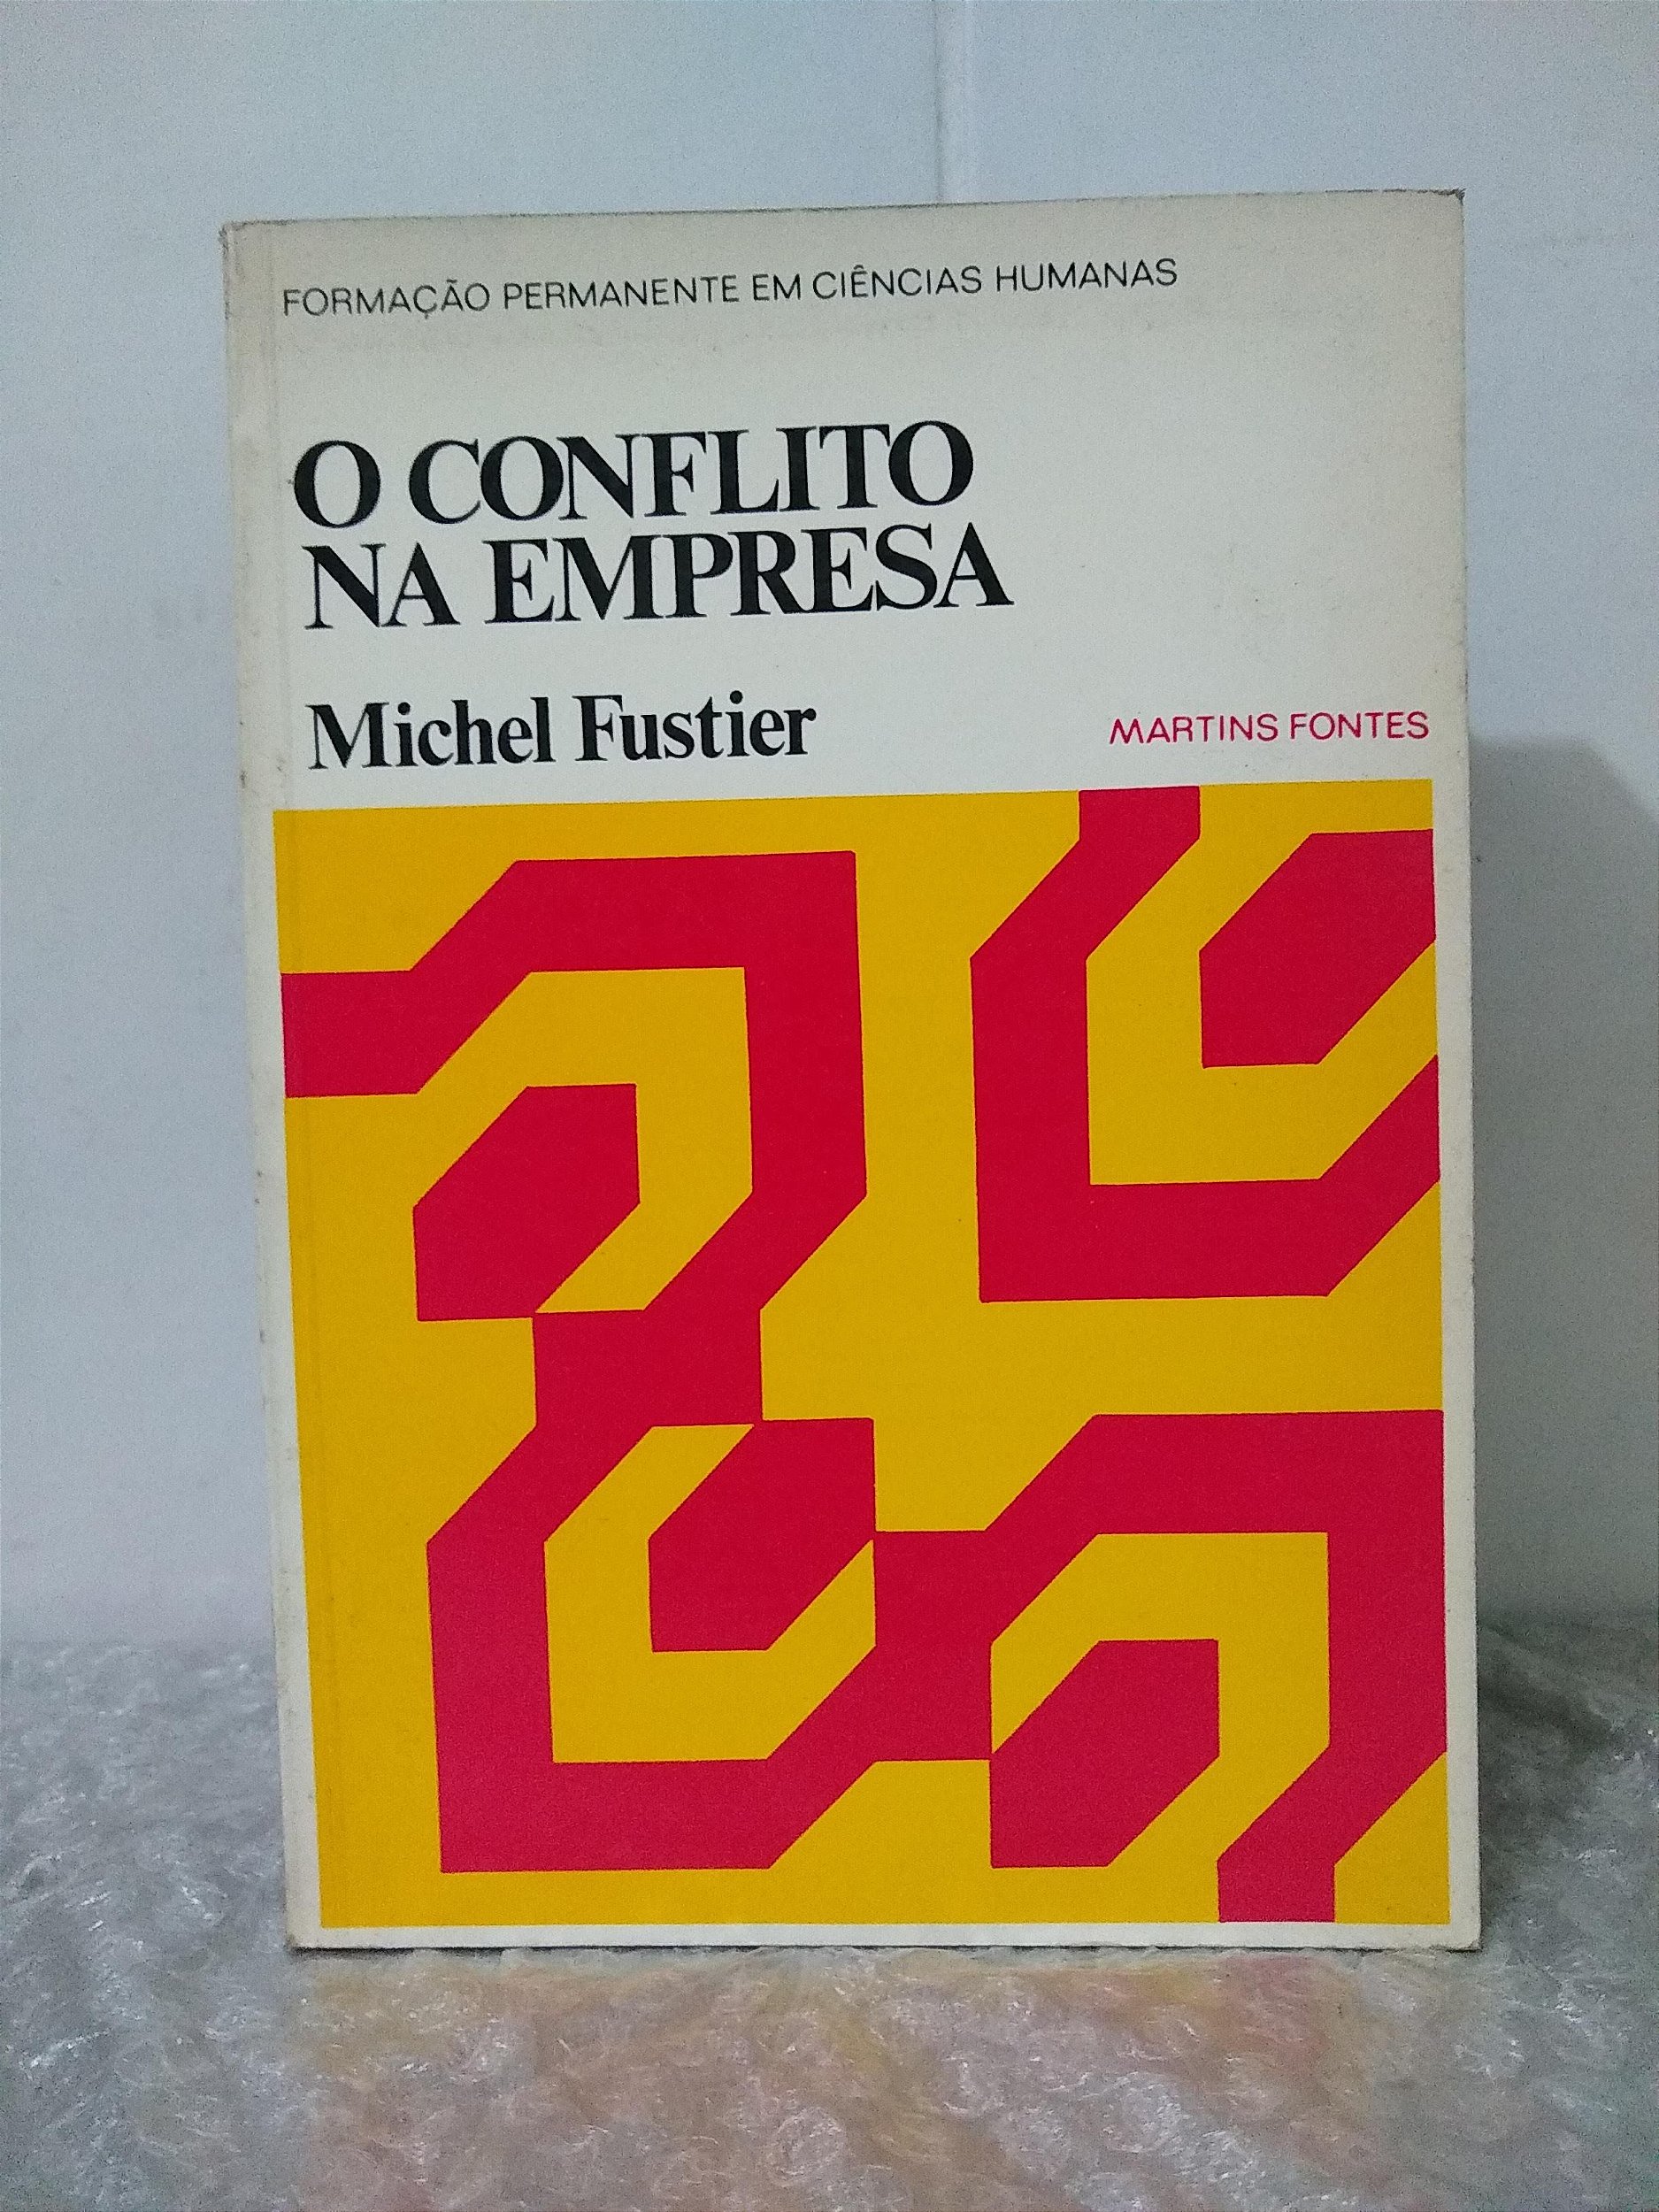 FORMAÇÃO PERMANENTE EM CIÊNCIAS HUMANAS
O CONFLITO
NA EMPRESA
Michel Fustier
MARTINS FONTES